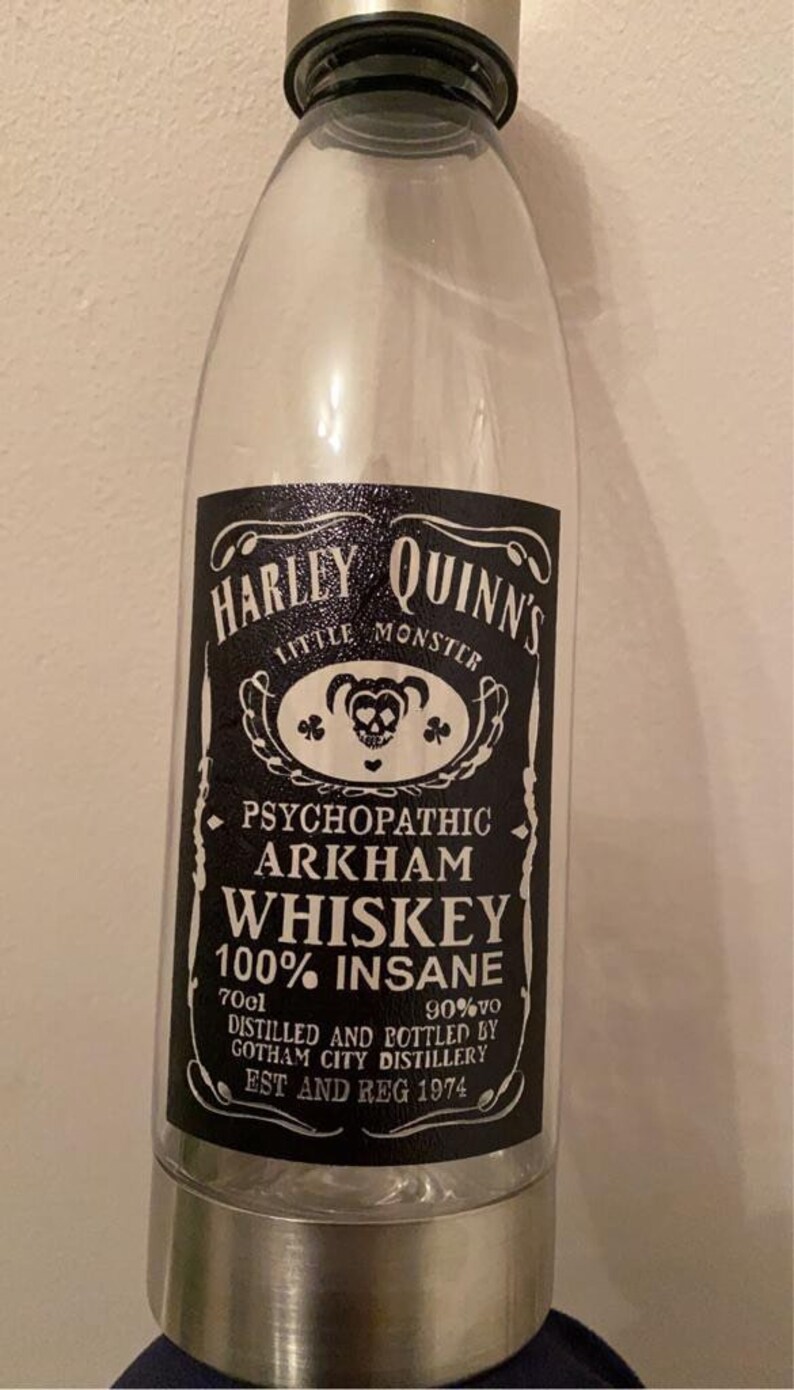 HARLEY QUINN'S
LITTLE MONSTER
PSYCHOPATHIC
ARKHAM
WHISKEY
100% INSANE
70cl 90%vo
DISTILLED AND BOTTLED BY
GOTHAM CITY DISTILLERY
EST AND REG 1974